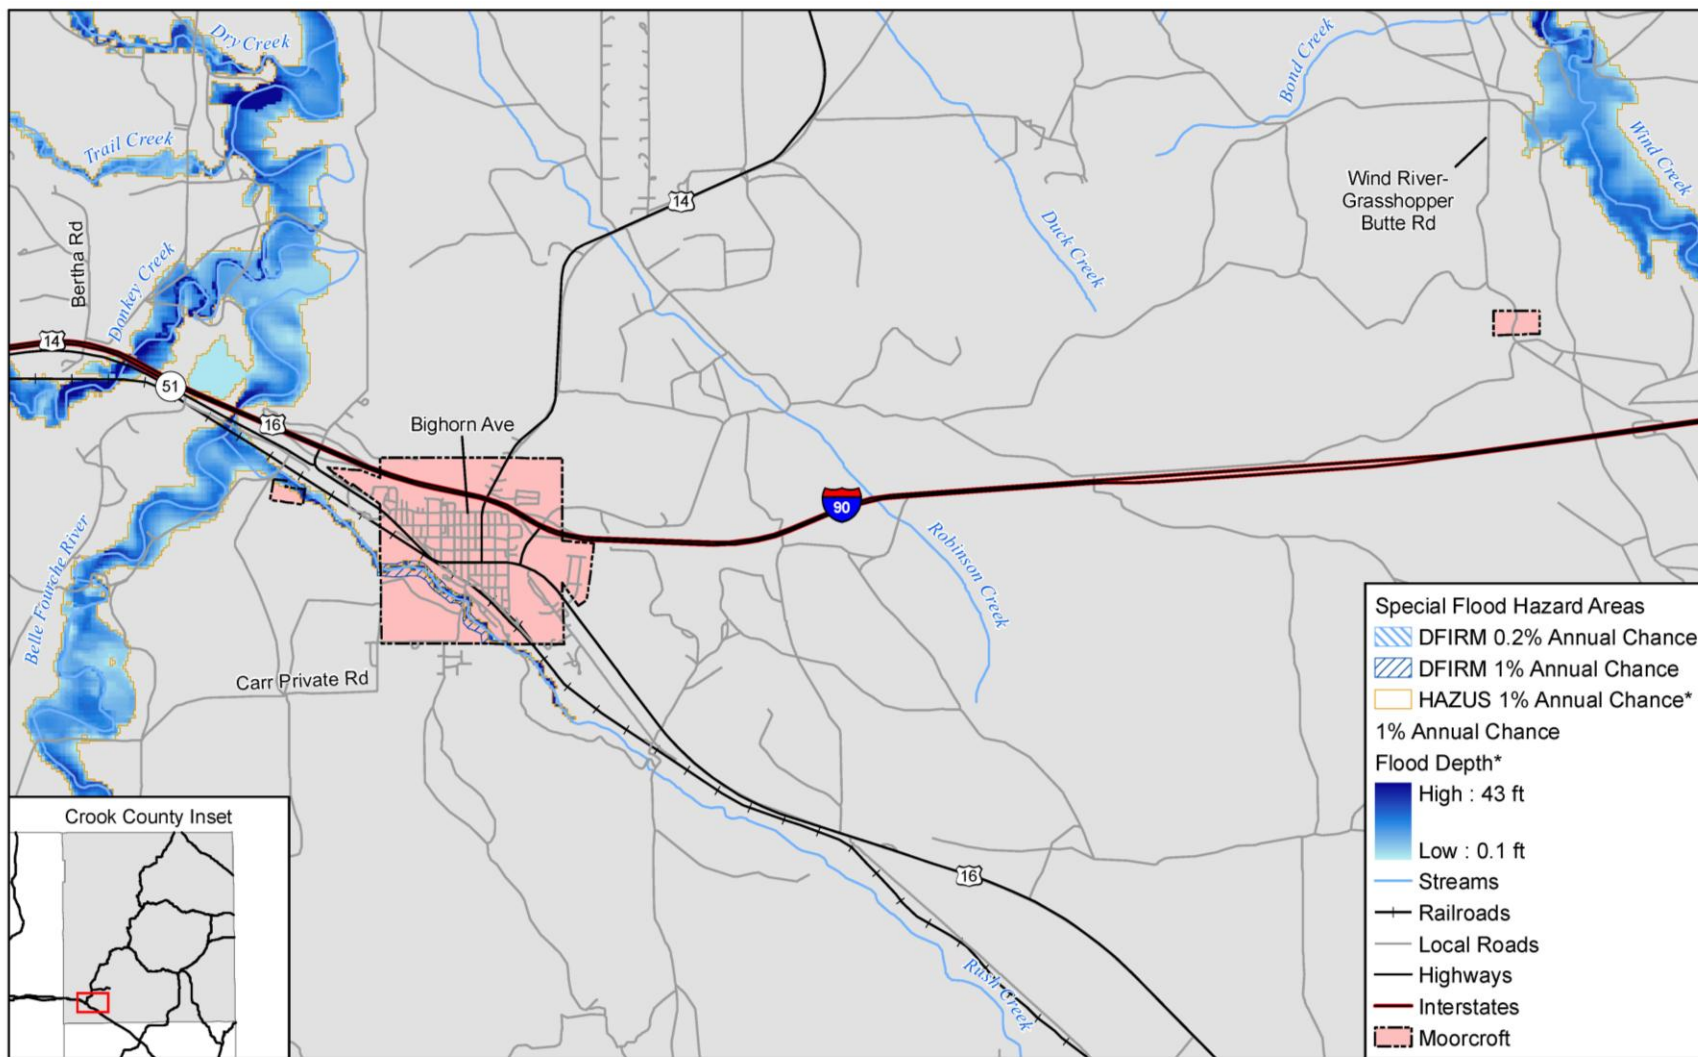 Dry Creek
Trail Creek
Bertha Rd
Donkey Creek
14
51
16
Belle Fourche River
Bighorn Ave
Carr Private Rd
14
Duck Creek
Bond Creek
Wind River-
Grasshopper
Butte Rd
Wind Creek
90
Robinson Creek
16
Rush Creek
Crook County Inset
Special Flood Hazard Areas
DFIRM 0.2% Annual Chance
DFIRM 1% Annual Chance
HAZUS 1% Annual Chance*
1% Annual Chance
Flood Depth*
High : 43 ft
Low : 0.1 ft
Streams
Railroads
Local Roads
Highways
Interstates
Moorcroft